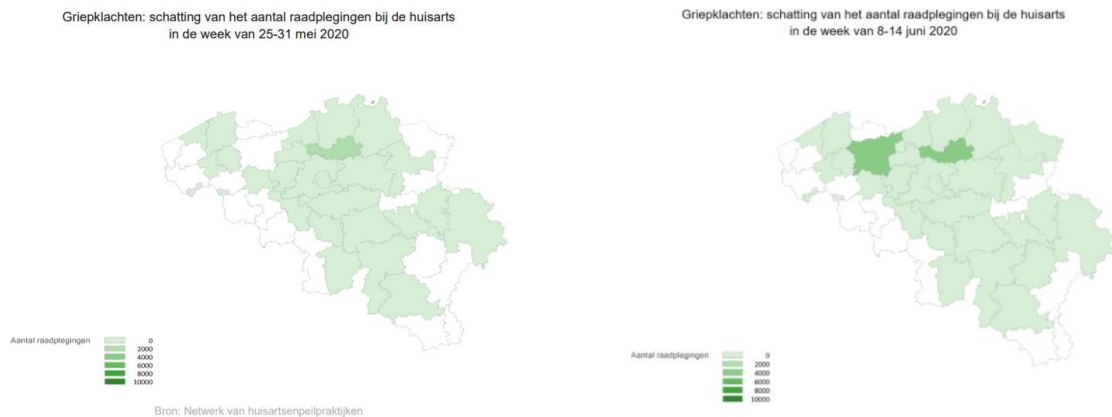 Griepklachten: schatting van het aantal raadplegingen bij de huisarts
in de week van 25-31 mei 2020
Aantal raadplegingen
0
2000
4000
6000
8000
10000
Bron: Netwerk van huisartsenpeilpraktijken
Griepklachten: schatting van het aantal raadplegingen bij de huisarts
in de week van 8-14 juni 2020
Aantal raadplegingen
0
2000
4000
6000
8000
10000